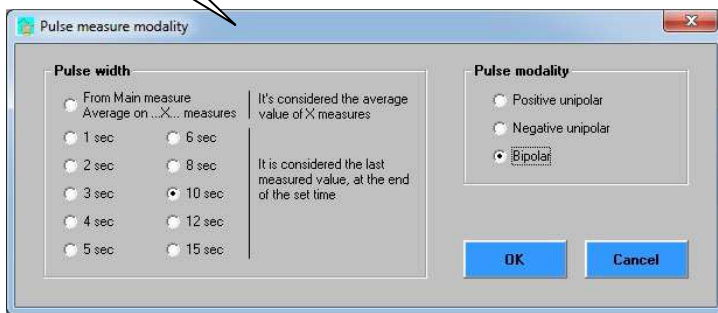 Pulse measure modality
Pulse width
From Main measure
Average on ...X... measures
It's considered the average
value of X measures
1 sec
6 sec
2 sec
8 sec
3 sec
10 sec
4 sec
12 sec
5 sec
15 sec
It is considered the last
measured value, at the end
of the set time
Pulse modality
Positive unipolar
Negative unipolar
Bipolar
OK
Cancel